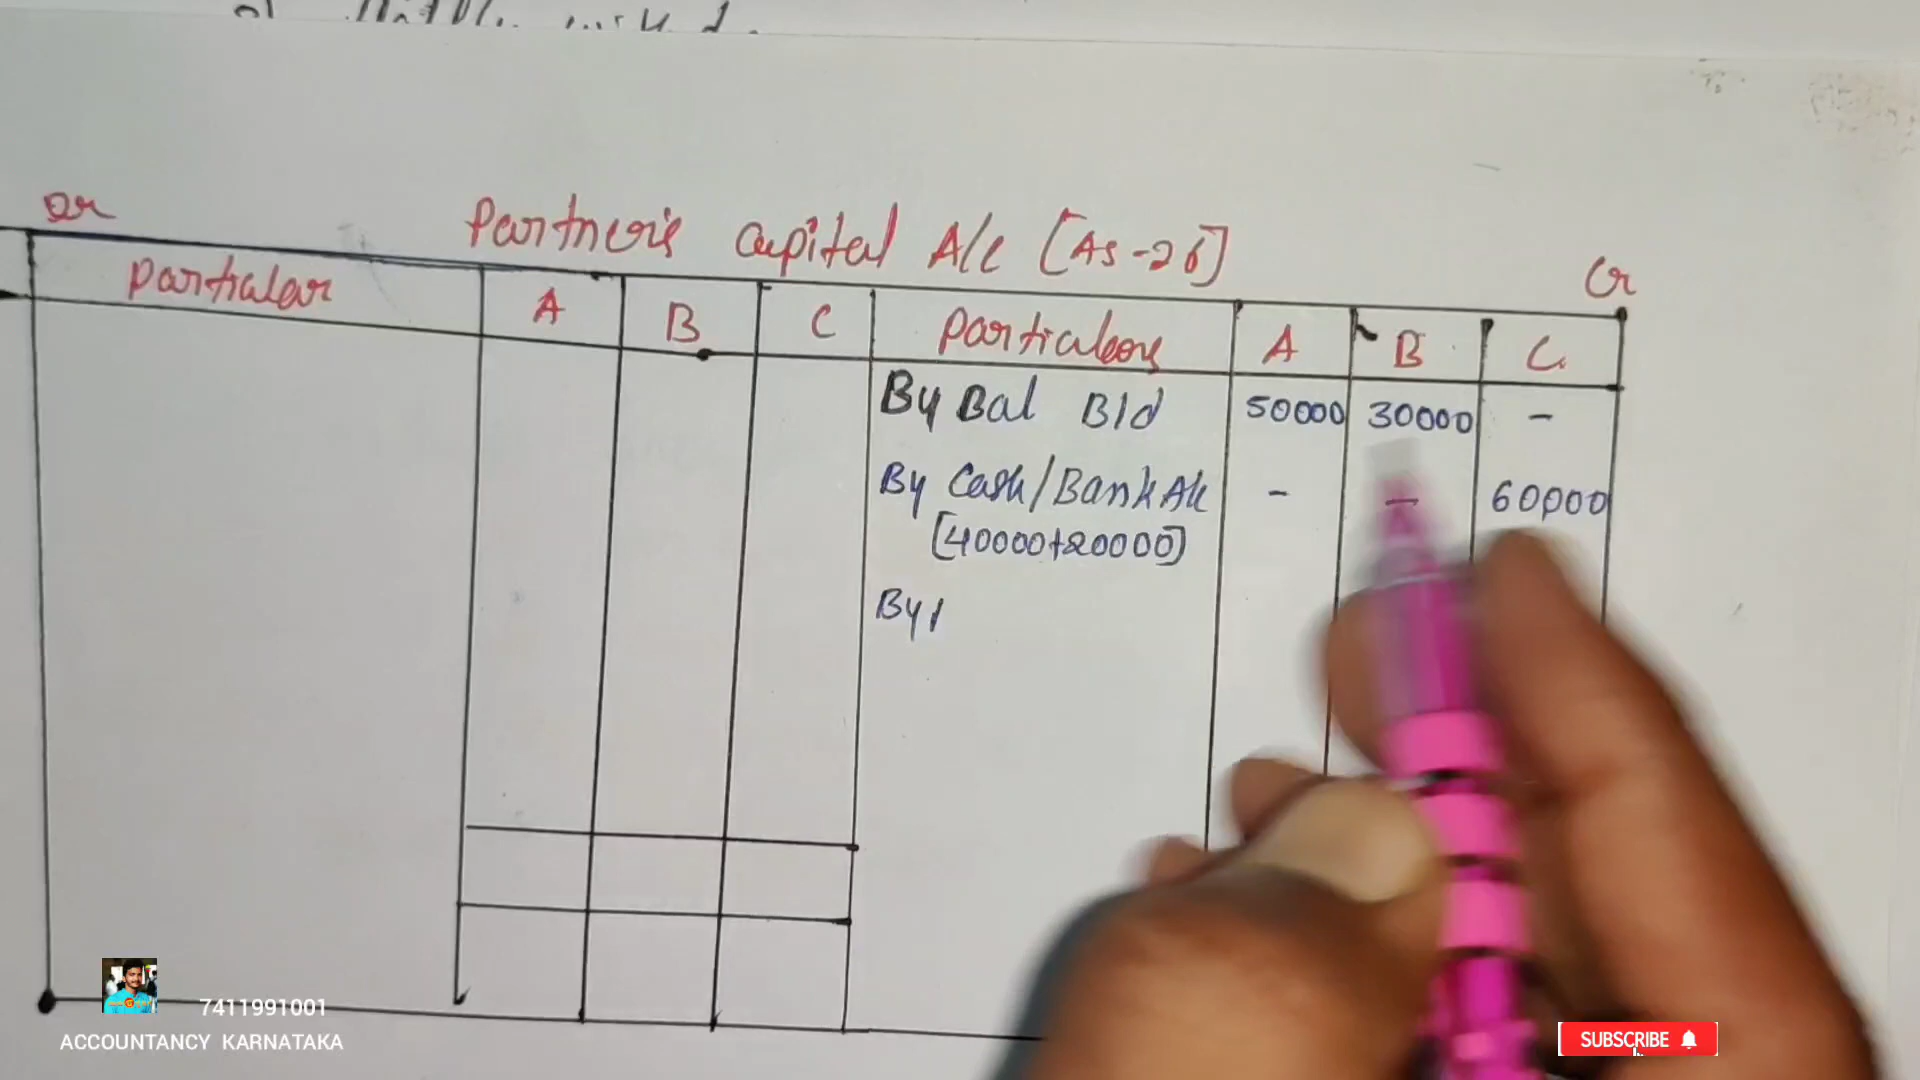 Dr
Partner's capital A/c [As-26]
Cr
Particular A B C Particulars A B C
By Bal B/d 50000 30000 -
By Cash/Bank A/c - - 60000
[40000+20000]
By
7411991001
ACCOUNTANCY KARNATAKA
SUBSCRIBE